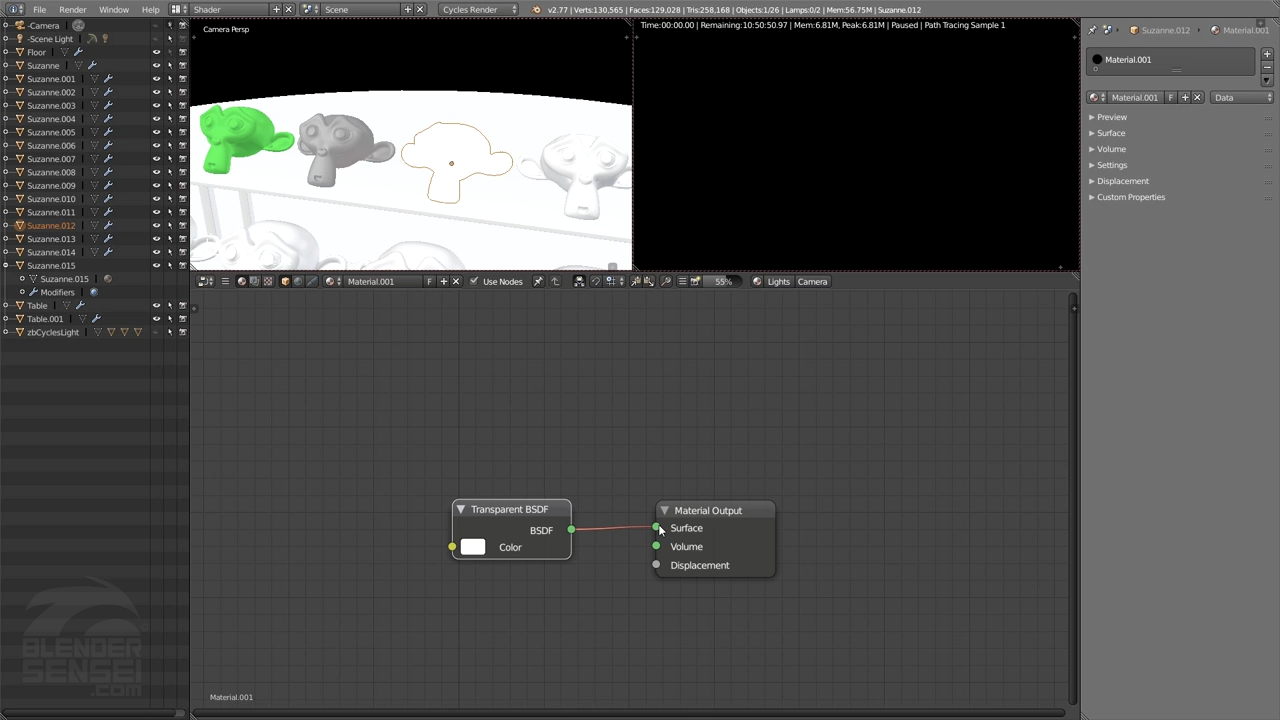 File Render Window Help Shader Scene Cycles Render v2.77 | Verts:130,565 | Faces:129,028 | Tris:258,168 | Objects:1/26 | Lamps:0/2 | Mem:56.75M | Suzanne.012
-Camera
-Scene Light
Floor
Suzanne
Suzanne.001
Suzanne.002
Suzanne.003
Suzanne.004
Suzanne.005
Suzanne.006
Suzanne.007
Suzanne.008
Suzanne.009
Suzanne.010
Suzanne.011
Suzanne.012
Suzanne.013
Suzanne.014
Suzanne.015
Suzanne.015
Modifiers
Table
Table.001
zbCyclesLight
BLENDER
SENSEI
.COM
Camera Persp
Time:00:00.00 | Remaining:10:50:50.97 | Mem:6.81M, Peak:6.81M | Paused | Path Tracing Sample 1
Material.001 F Use Nodes 55% Lights Camera
Transparent BSDF
BSDF
Color
Material Output
Surface
Volume
Displacement
Material.001
Suzanne.012 Material.001
Material.001
Material.001 F Data
Preview
Surface
Volume
Settings
Displacement
Custom Properties